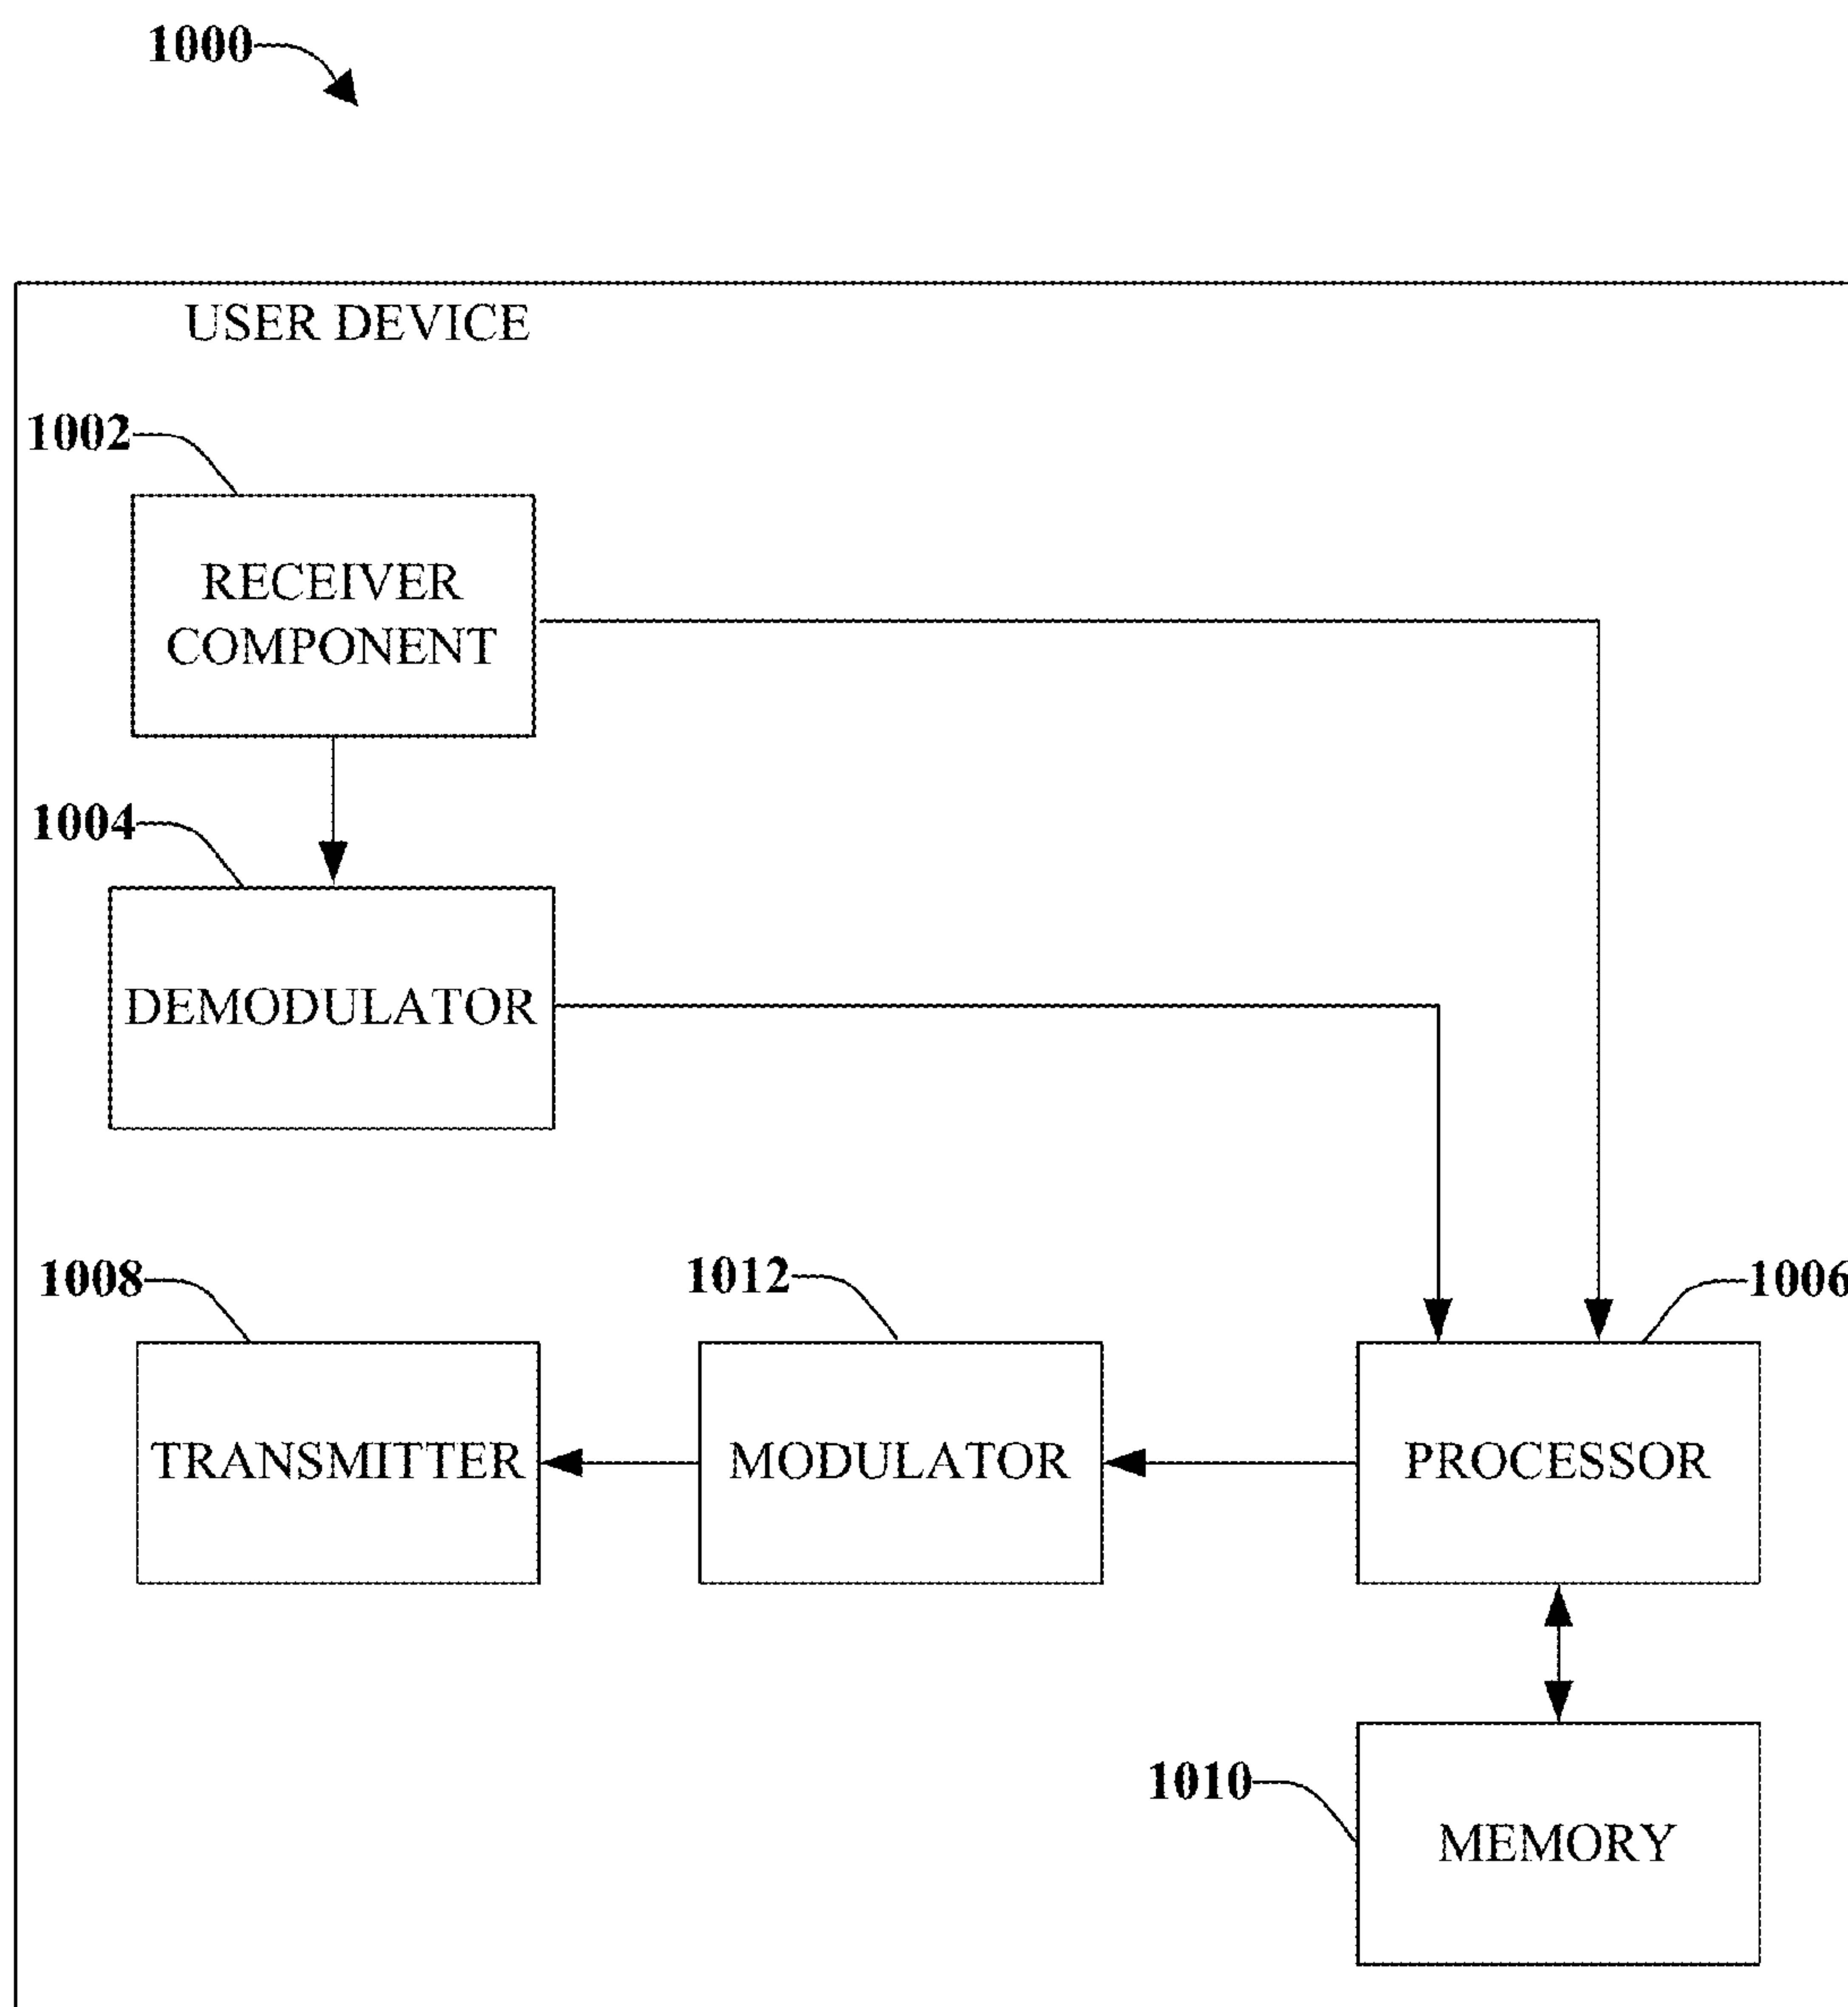 1000
USER DEVICE
1002
RECEIVER
COMPONENT
1004
DEMODULATOR
1008
1012
1006
TRANSMITTER
MODULATOR
PROCESSOR
1010
MEMORY